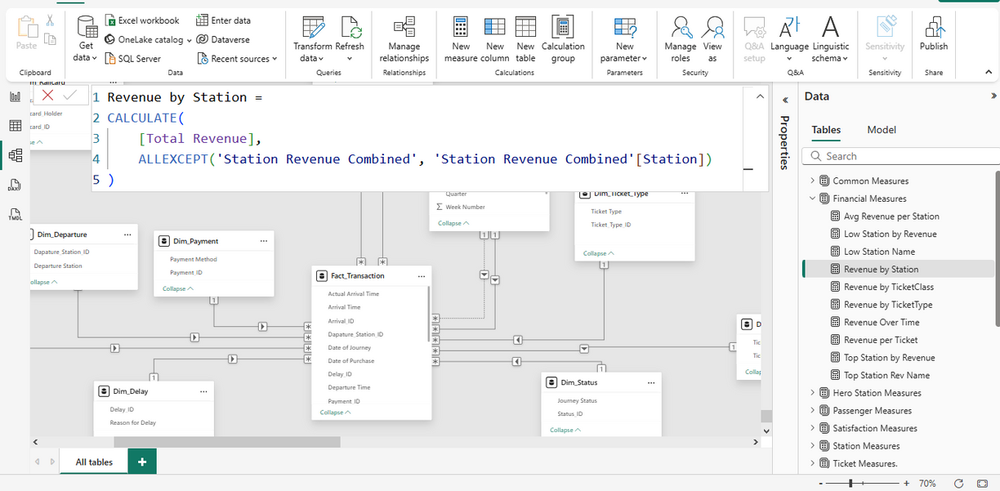 Excel workbook
Enter data
OneLake catalog
Dataverse
SQL Server
Recent sources
Paste
Get data
Transform data
Refresh
Manage relationships
New measure
New column
New table
Calculation group
New parameter
Manage roles
View as
Q&A setup
Language
Linguistic schema
Sensitivity
Publish
Clipboard
Data
Queries
Relationships
Calculations
Parameters
Security
Q&A
Sensitivity
Share
1 Revenue by Station =
2 CALCULATE(
3 [Total Revenue],
4 ALLEXCEPT('Station Revenue Combined', 'Station Revenue Combined'[Station])
5 )
DAX
TMDL
Quarter
Σ Week Number
Collapse
Dim_Ticket_Type
Ticket Type
Ticket_Type_ID
Collapse
Dim_Departure
Dapature_Station_ID
Departure Station
Dim_Payment
Payment Method
Payment_ID
Collapse
Fact_Transaction
Actual Arrival Time
Arrival Time
Arrival_ID
Dapature_Station_ID
Date of Journey
Date of Purchase
Delay_ID
Departure Time
Payment_ID
Collapse
Dim_Delay
Delay_ID
Reason for Delay
Dim_Status
Journey Status
Status_ID
Collapse
All tables
+
Properties
Data
Tables
Model
Search
Common Measures
Financial Measures
Avg Revenue per Station
Low Station by Revenue
Low Station Name
Revenue by Station
Revenue by TicketClass
Revenue by TicketType
Revenue Over Time
Revenue per Ticket
Top Station by Revenue
Top Station Rev Name
Hero Station Measures
Passenger Measures
Satisfaction Measures
Station Measures
Ticket Measures.
70%